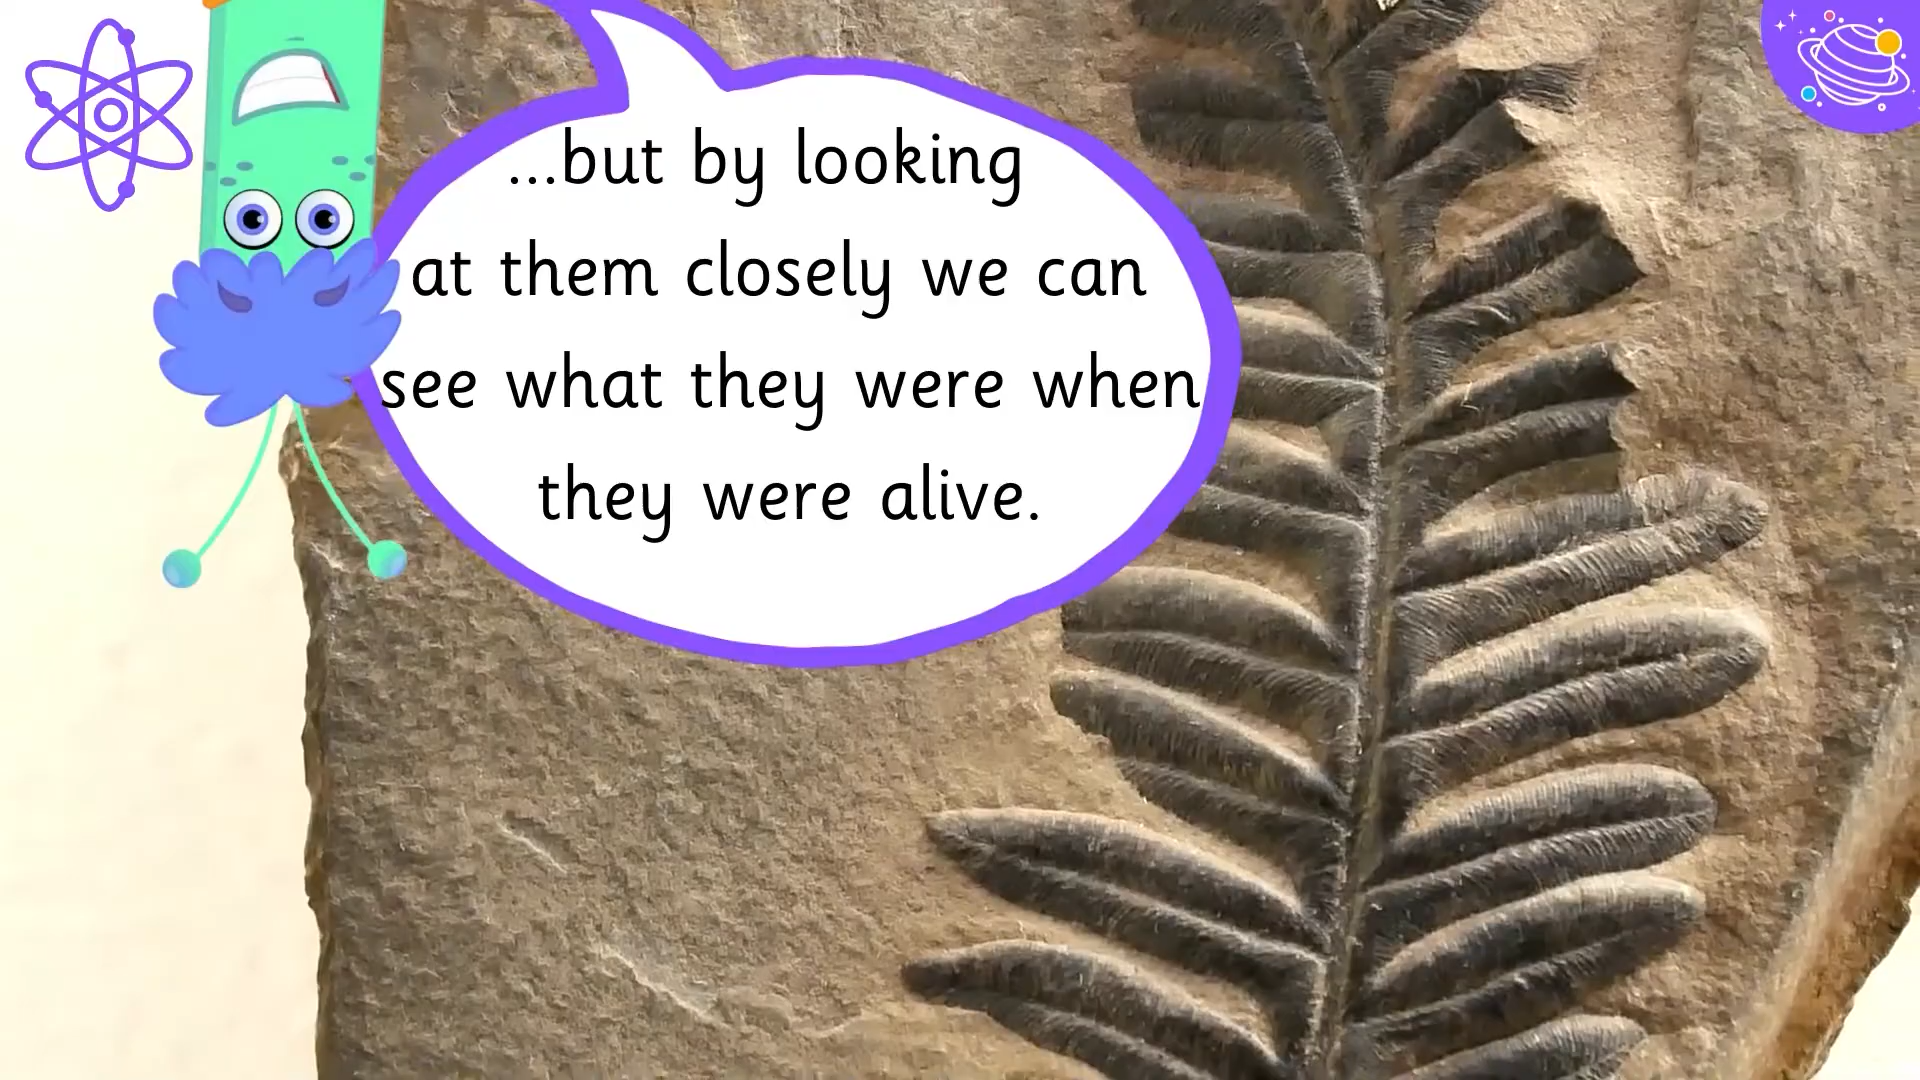 ...but by looking
at them closely we can
see what they were when
they were alive.